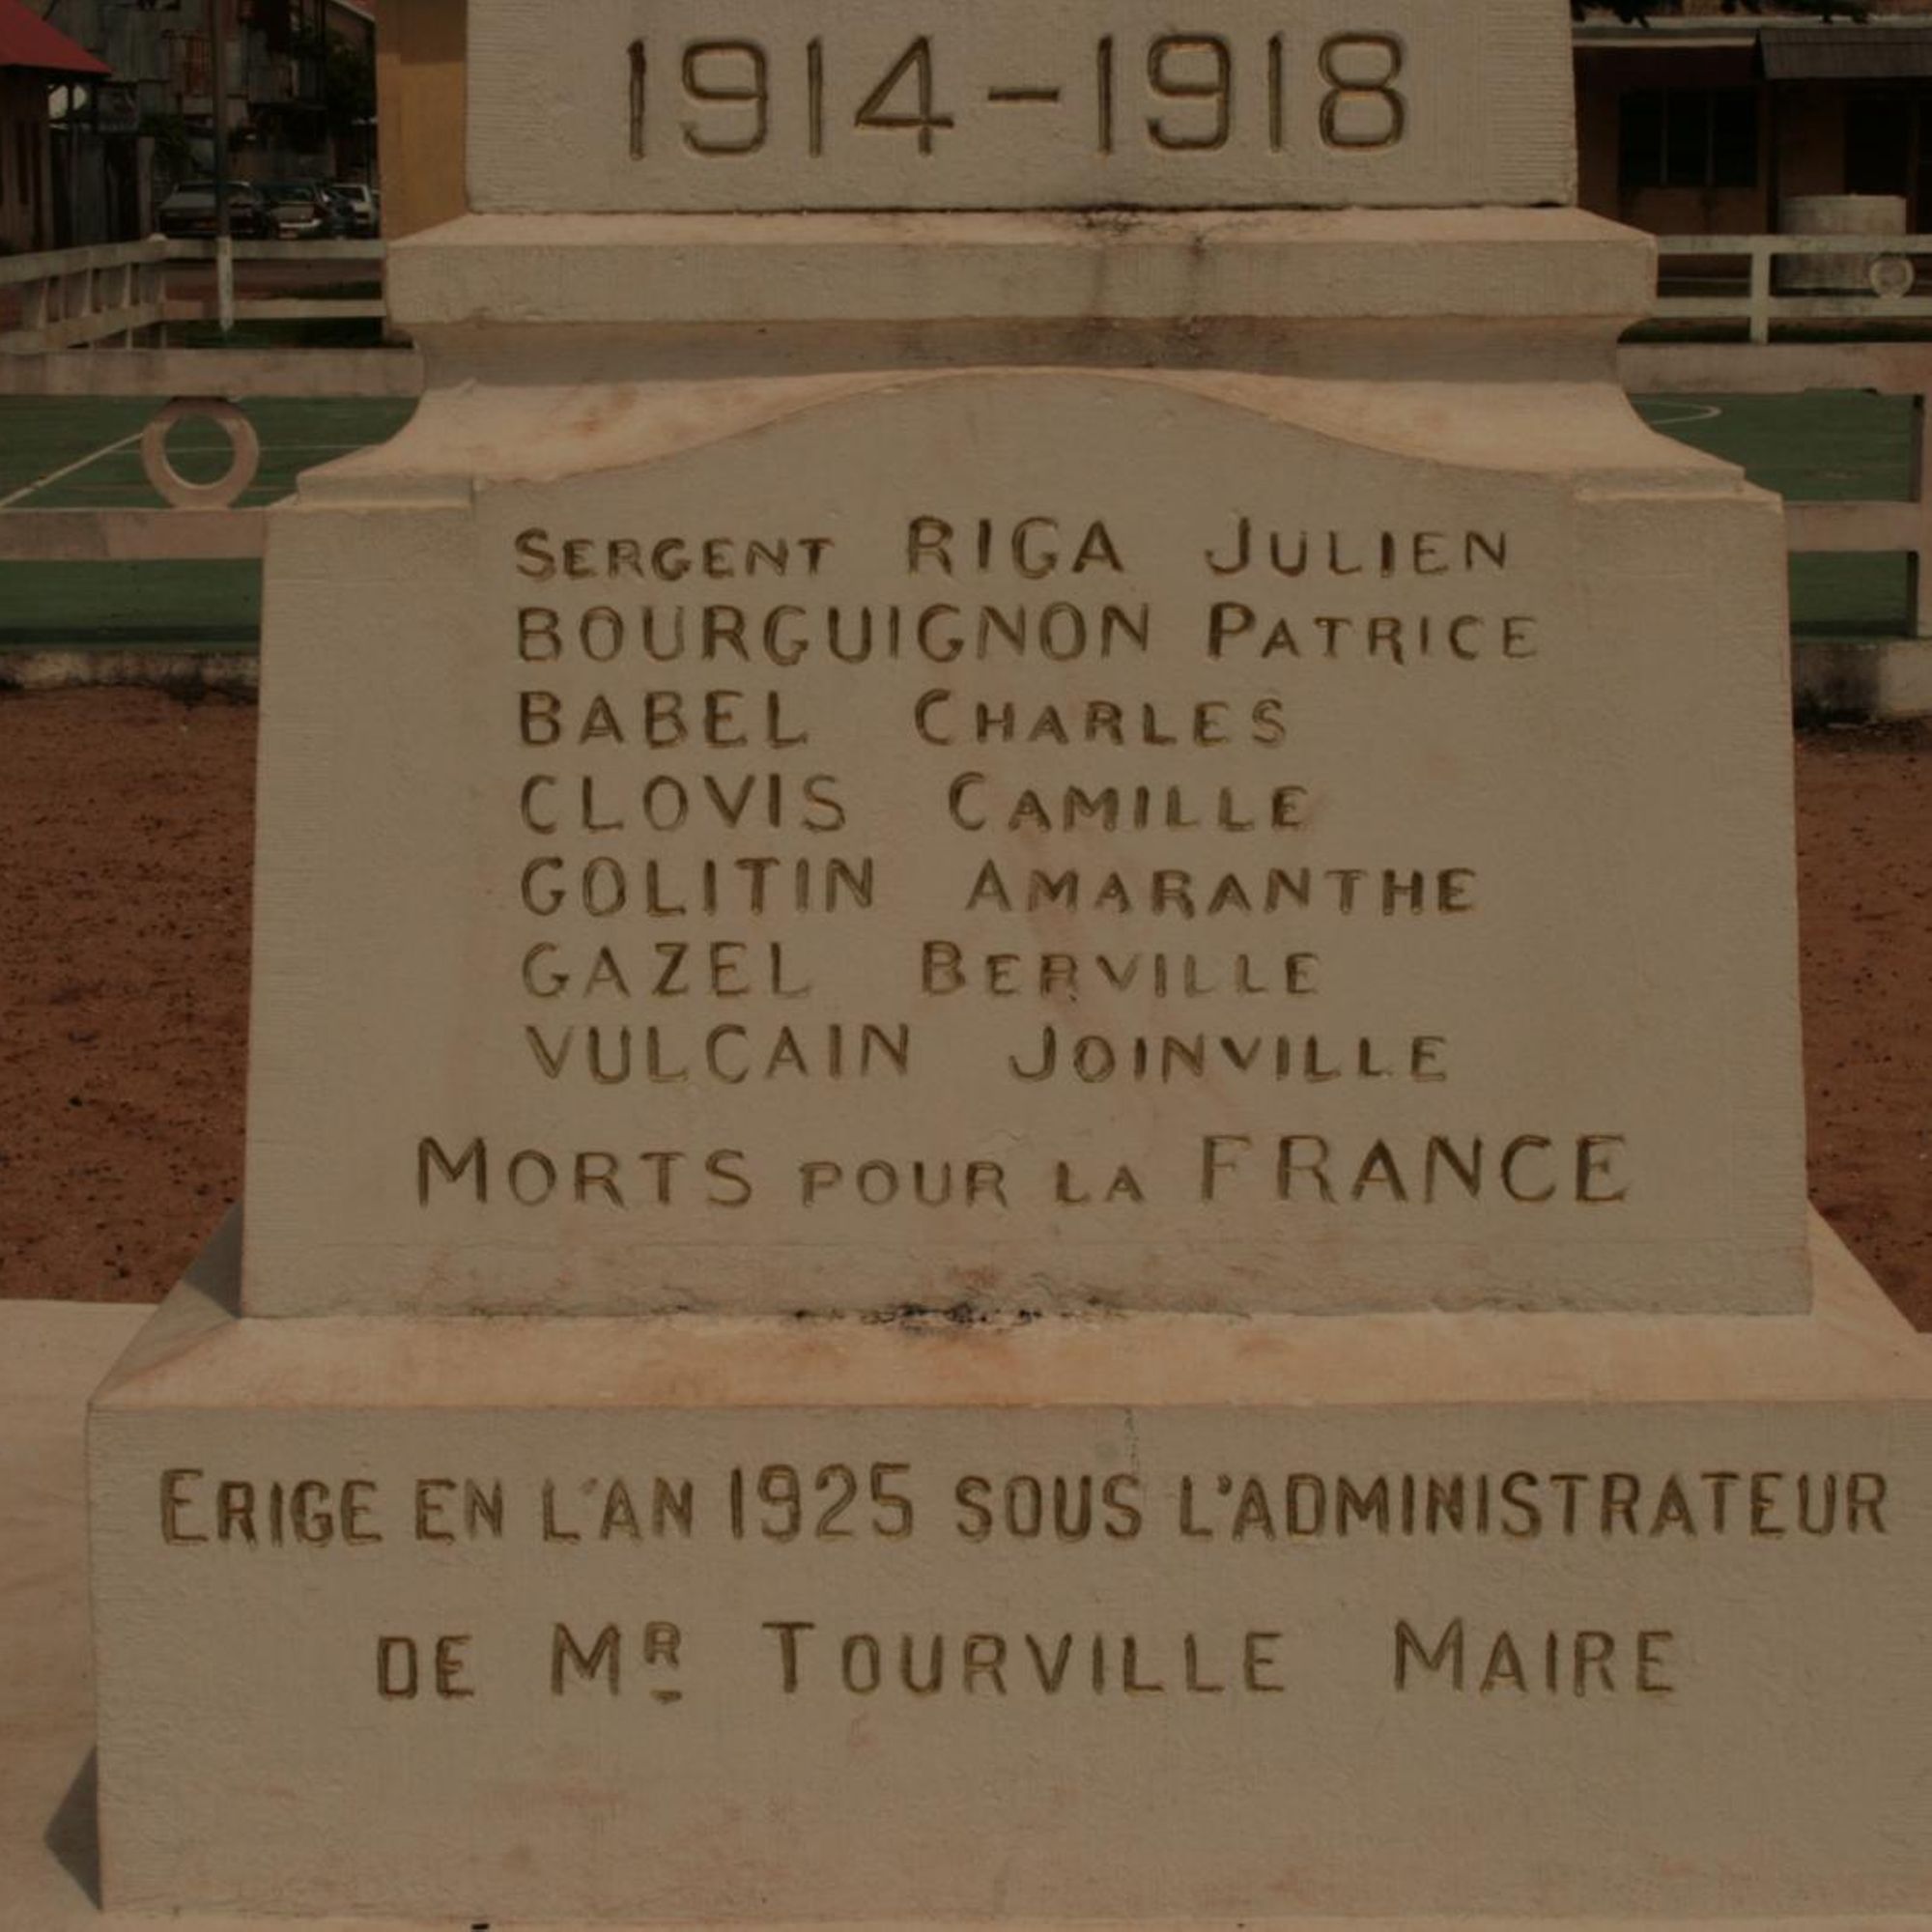 1914-1918
SERGENT RIGA JULIEN
BOURGUIGNON PATRICE
BABEL CHARLES
CLOVIS CAMILLE
GOLITIN AMARANTHE
GAZEL BERVILLE
VULCAIN JOINVILLE
MORTS POUR LA FRANCE
ERIGE EN L'AN 1925 SOUS L'ADMINISTRATEUR
DE MR TOURVILLE MAIRE